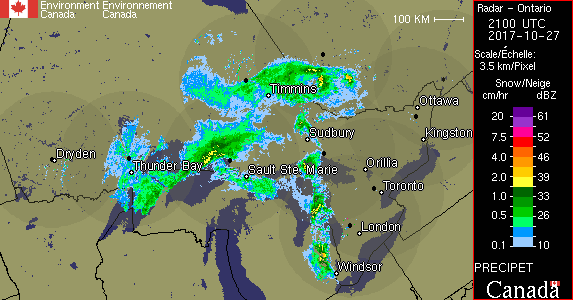 Environment Environnement
Canada Canada
100 KM
Timmins
Ottawa
Sudbury
Kingston
Dryden
Thunder Bay
Sault Ste. Marie
Orillia
Toronto
London
Windsor
Radar - Ontario
2100 UTC
2017-10-27
Scale/Échelle:
3.5 km/Pixel
Snow/Neige
cm/hr dBZ
20 61
7.5 52
4.0 46
2.0 39
1.0 33
0.5 26
0.1 10
PRECIPET
Canada